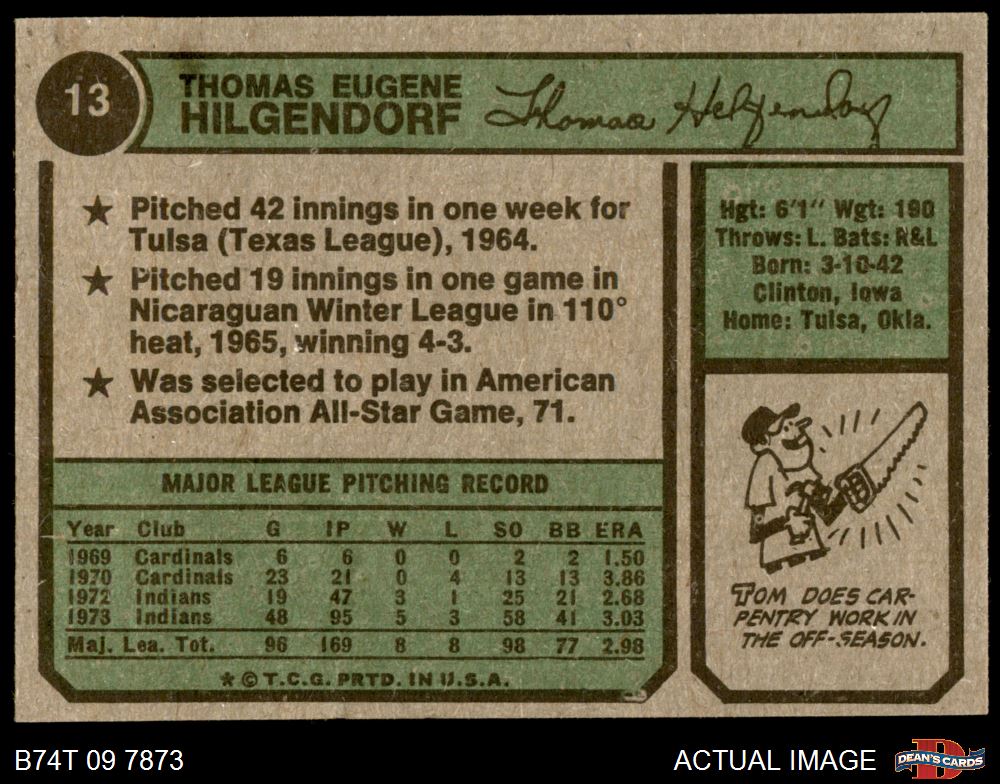 13
THOMAS EUGENE
HILGENDORF
Thomas Hilgendorf
★ Pitched 42 innings in one week for
Tulsa (Texas League), 1964.
★ Pitched 19 innings in one game in
Nicaraguan Winter League in 110°
heat, 1965, winning 4-3.
★ Was selected to play in American
Association All-Star Game, 71.
Hgt: 6'1" Wgt: 190
Throws: L. Bats: R&L
Born: 3-10-42
Clinton, Iowa
Home: Tulsa, Okla.
MAJOR LEAGUE PITCHING RECORD
Year Club G IP W L SO BB ERA
1969 Cardinals 6 6 0 0 2 2 1.50
1970 Cardinals 23 21 0 4 13 13 3.86
1972 Indians 19 47 3 1 25 21 2.68
1973 Indians 48 95 5 3 58 41 3.03
Maj. Lea. Tot. 96 169 8 8 98 77 2.98
★ © T.C.G. PRTD. IN U.S.A.
TOM DOES CAR-
PENTRY WORK IN
THE OFF-SEASON.
B74T 09 7873
ACTUAL IMAGE
DEAN'S CARDS